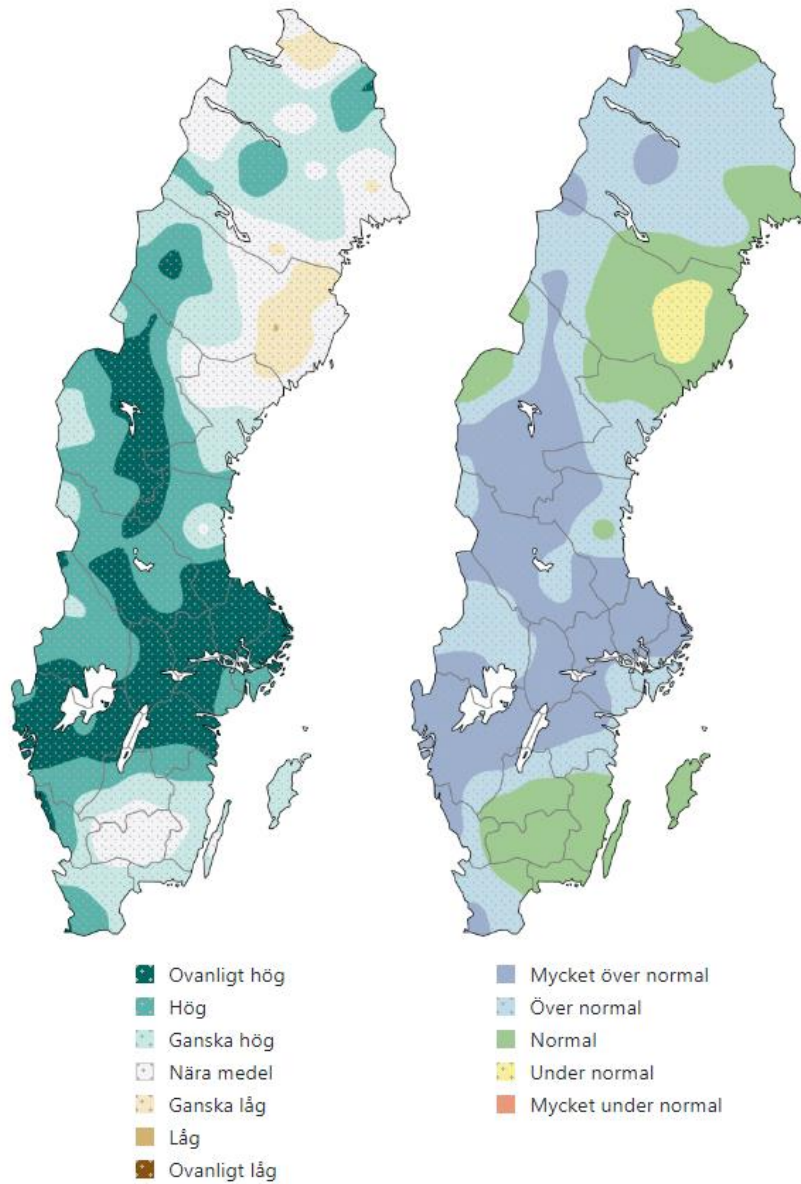 Ovanligt hög
Hög
Ganska hög
Nära medel
Ganska låg
Låg
Ovanligt låg
Mycket över normal
Över normal
Normal
Under normal
Mycket under normal